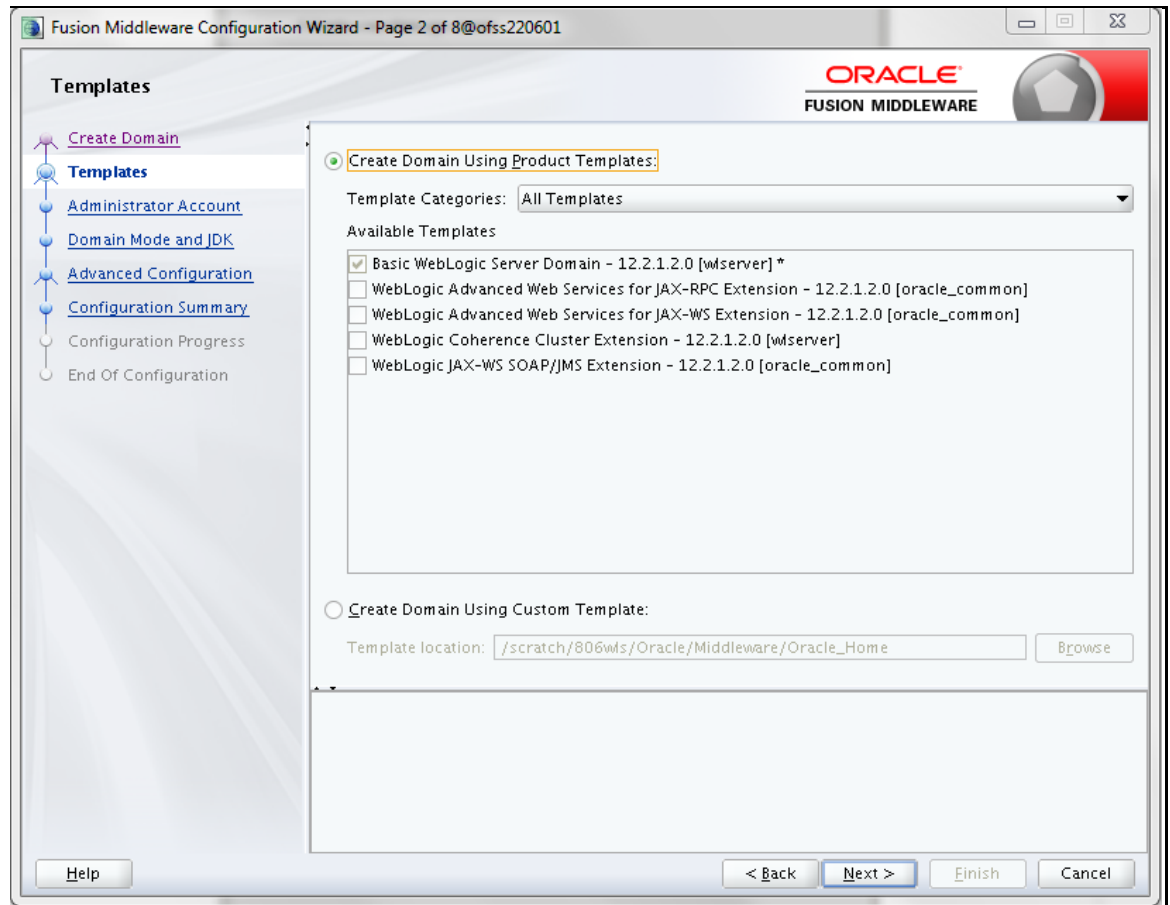 Fusion Middleware Configuration Wizard - Page 2 of 8@ofss220601
Templates
ORACLE
FUSION MIDDLEWARE
Create Domain
Templates
Administrator Account
Domain Mode and JDK
Advanced Configuration
Configuration Summary
Configuration Progress
End Of Configuration
Create Domain Using Product Templates:
Template Categories: All Templates
Available Templates
Basic WebLogic Server Domain - 12.2.1.2.0 [wlserver] *
WebLogic Advanced Web Services for JAX-RPC Extension - 12.2.1.2.0 [oracle_common]
WebLogic Advanced Web Services for JAX-WS Extension - 12.2.1.2.0 [oracle_common]
WebLogic Coherence Cluster Extension - 12.2.1.2.0 [wlserver]
WebLogic JAX-WS SOAP/JMS Extension - 12.2.1.2.0 [oracle_common]
Create Domain Using Custom Template:
Template location: /scratch/806wls/Oracle/Middleware/Oracle_Home Browse
Help < Back Next > Finish Cancel